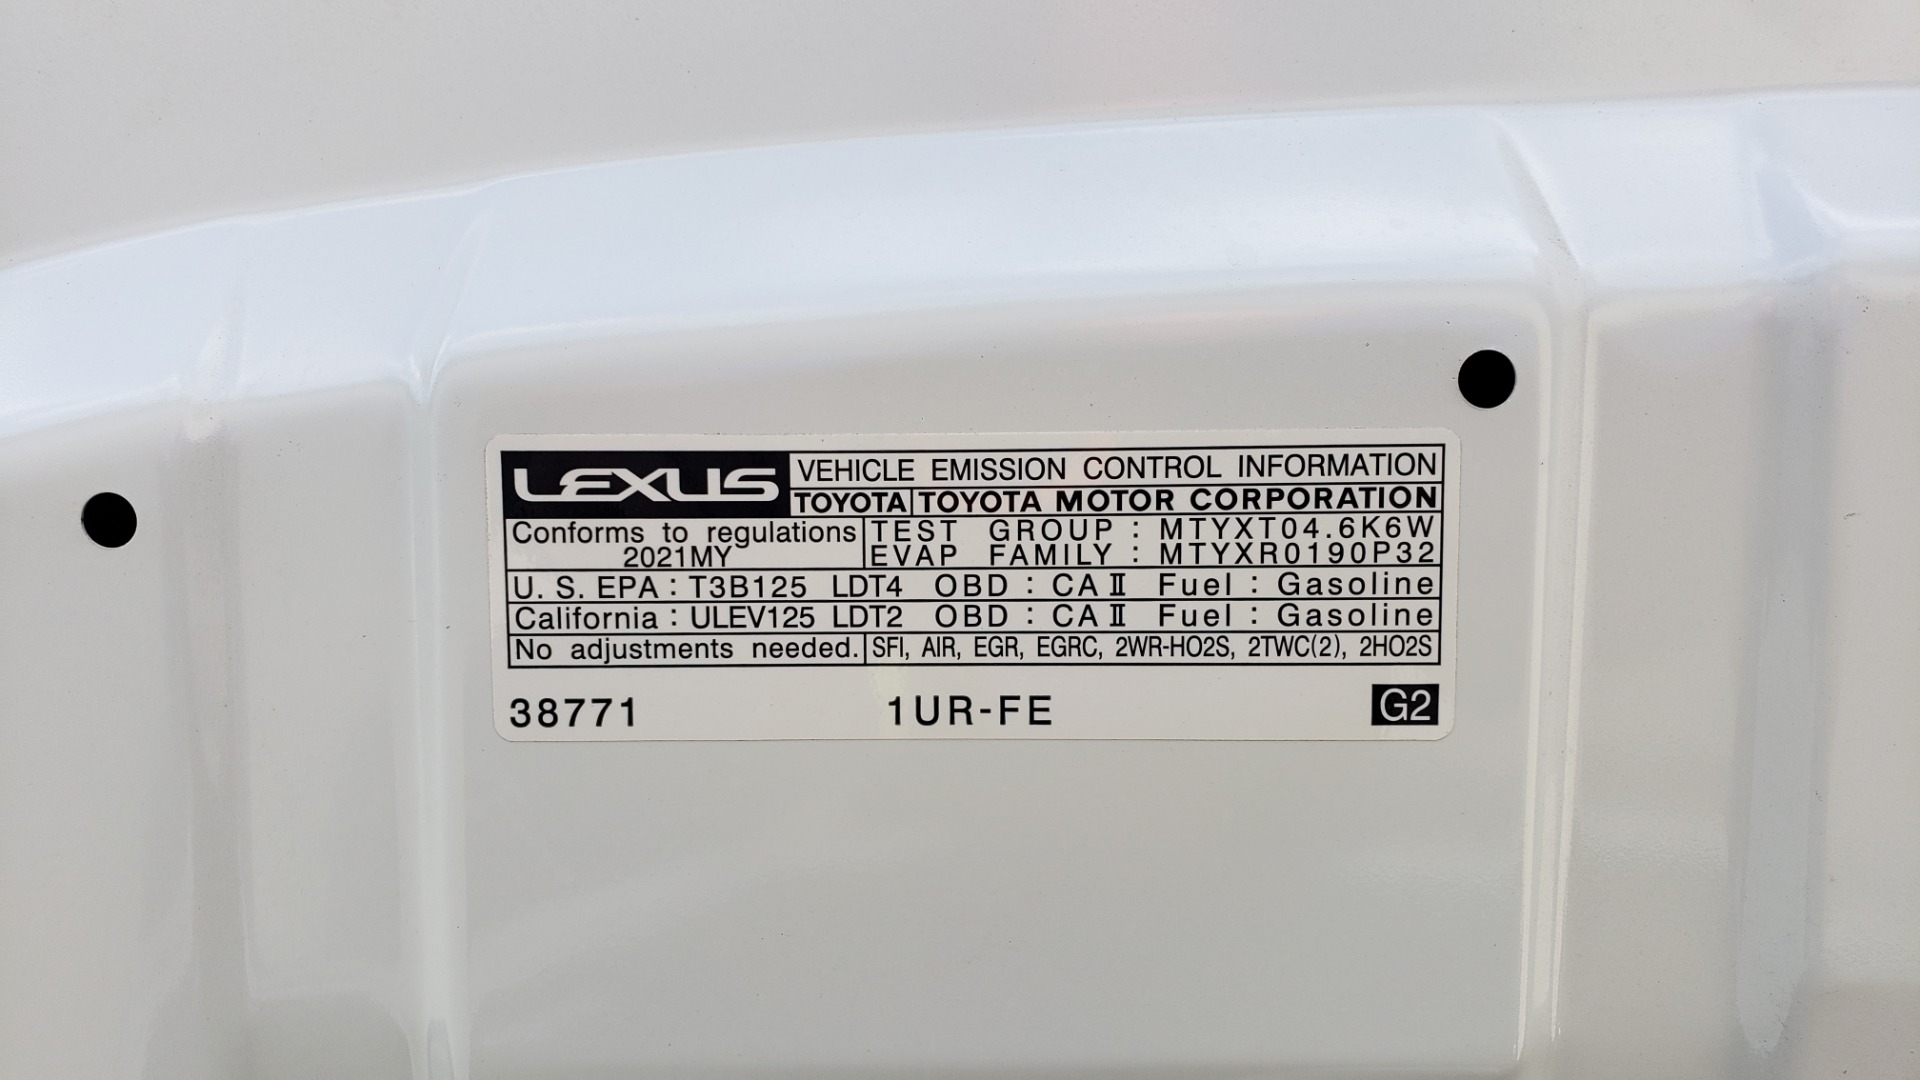 LEXUS VEHICLE EMISSION CONTROL INFORMATION
TOYOTA TOYOTA MOTOR CORPORATION
Conforms to regulations
2021MY
TEST GROUP : MTYXT04.6K6W
EVAP FAMILY : MTYXR0190P32
U. S. EPA : T3B125 LDT4 OBD : CA II Fuel : Gasoline
California : ULEV125 LDT2 OBD : CA II Fuel : Gasoline
No adjustments needed. SFI, AIR, EGR, EGRC, 2WR-HO2S, 2TWC(2), 2HO2S
38771 1UR-FE G2